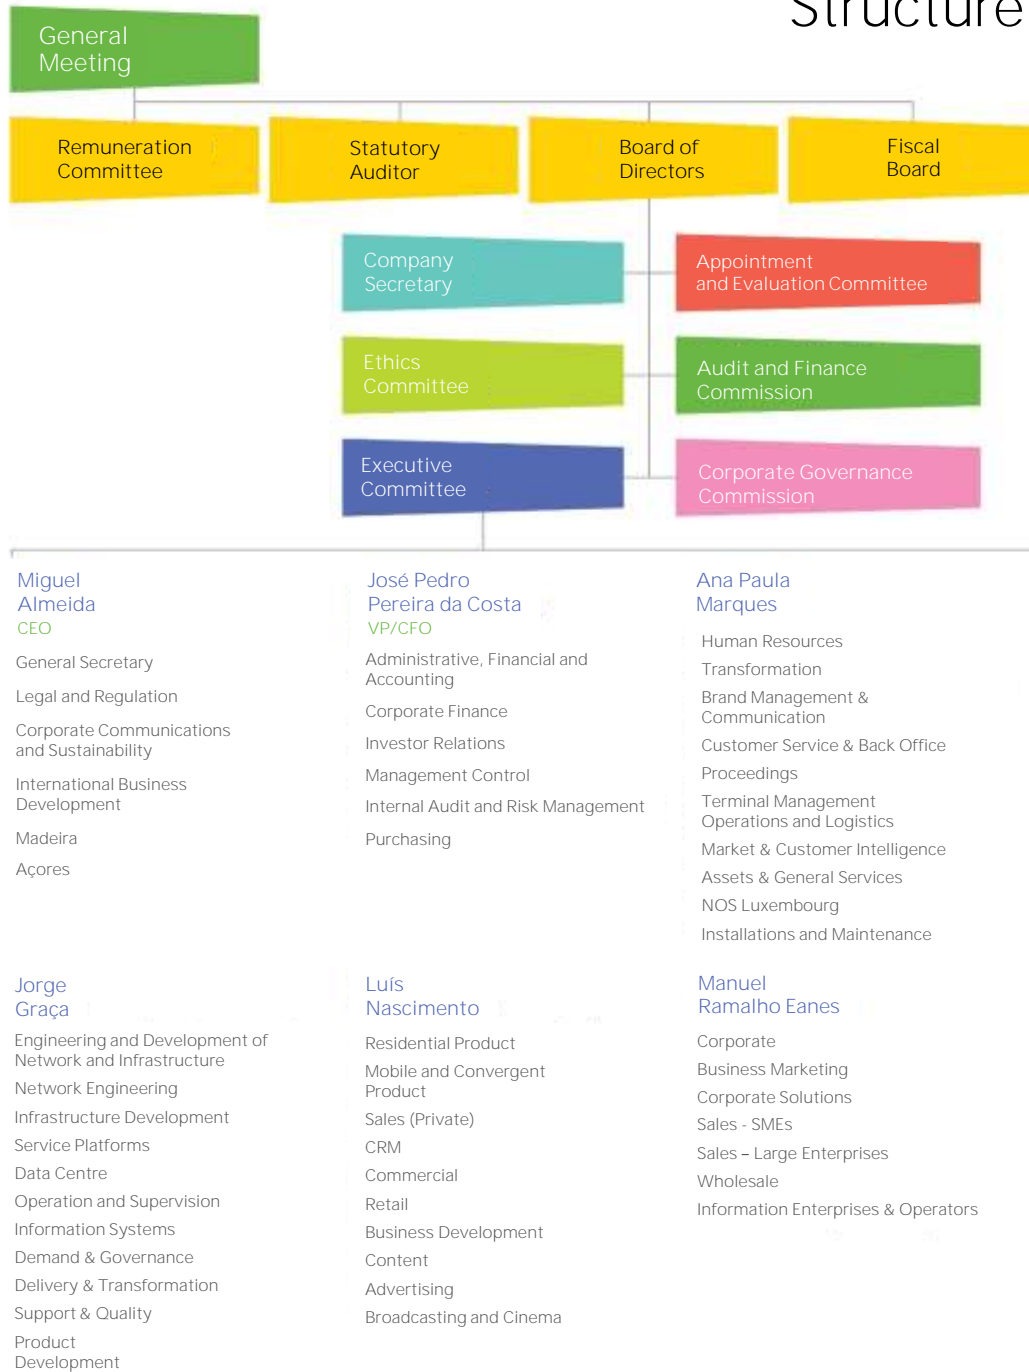 Structure
General
Meeting
Remuneration
Committee
Statutory
Auditor
Board of
Directors
Fiscal
Board
Company
Secretary
Appointment
and Evaluation Committee
Ethics
Committee
Audit and Finance
Commission
Executive
Committee
Corporate Governance
Commission
Miguel
Almeida
CEO
General Secretary
Legal and Regulation
Corporate Communications
and Sustainability
International Business
Development
Madeira
Açores
José Pedro
Pereira da Costa
VP/CFO
Administrative, Financial and
Accounting
Corporate Finance
Investor Relations
Management Control
Internal Audit and Risk Management
Purchasing
Ana Paula
Marques
Human Resources
Transformation
Brand Management &
Communication
Customer Service & Back Office
Proceedings
Terminal Management
Operations and Logistics
Market & Customer Intelligence
Assets & General Services
NOS Luxembourg
Installations and Maintenance
Jorge
Graça
Engineering and Development of
Network and Infrastructure
Network Engineering
Infrastructure Development
Service Platforms
Data Centre
Operation and Supervision
Information Systems
Demand & Governance
Delivery & Transformation
Support & Quality
Product
Development
Luís
Nascimento
Residential Product
Mobile and Convergent
Product
Sales (Private)
CRM
Commercial
Retail
Business Development
Content
Advertising
Broadcasting and Cinema
Manuel
Ramalho Eanes
Corporate
Business Marketing
Corporate Solutions
Sales - SMEs
Sales – Large Enterprises
Wholesale
Information Enterprises & Operators